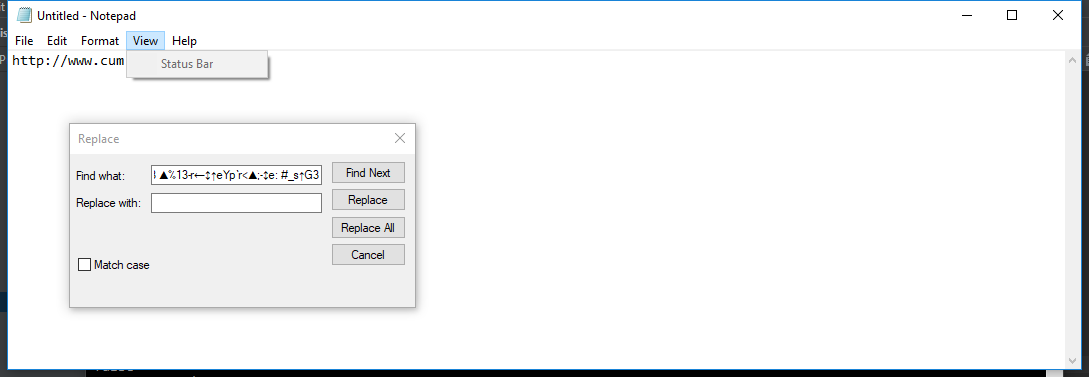 Untitled - Notepad
File Edit Format View Help
http://www.cum
Status Bar
Replace
Find what:
▲%13-r←‡↑eYp'r<▲;-‡e: #_s↑G3
Find Next
Replace with:
Replace
Replace All
Cancel
Match case